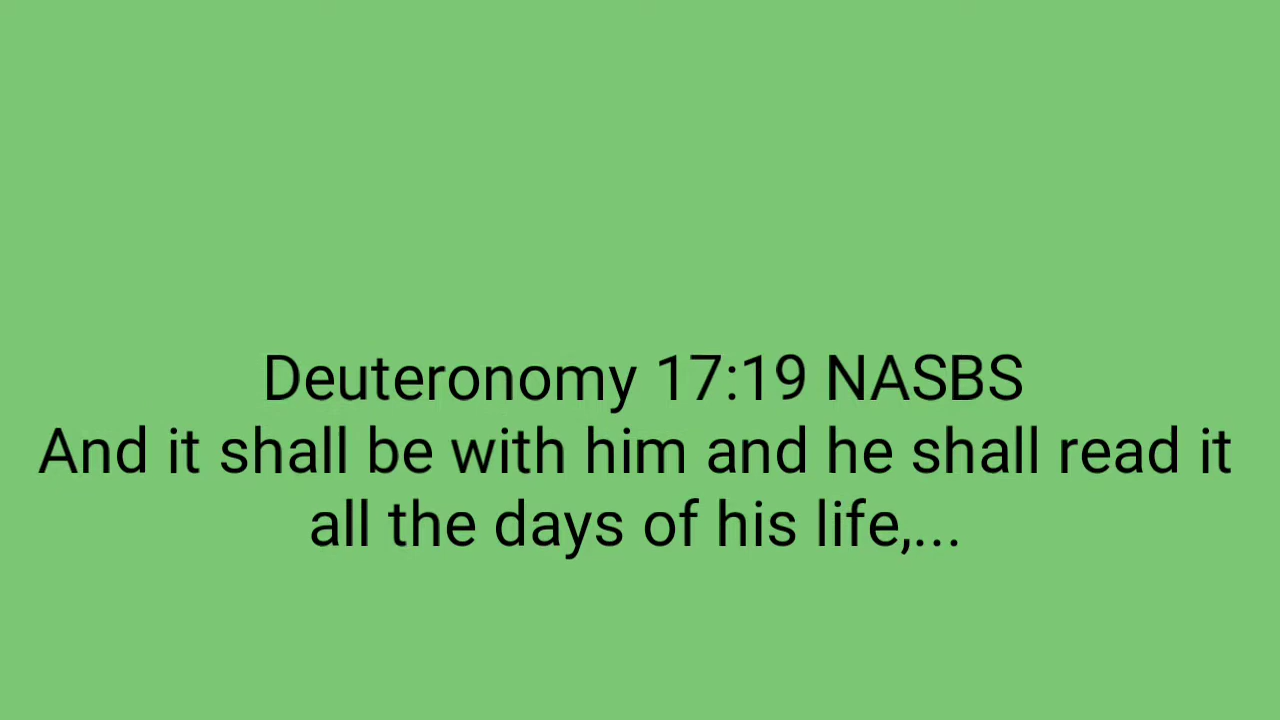 Deuteronomy 17:19 NASBS
And it shall be with him and he shall read it
all the days of his life,...